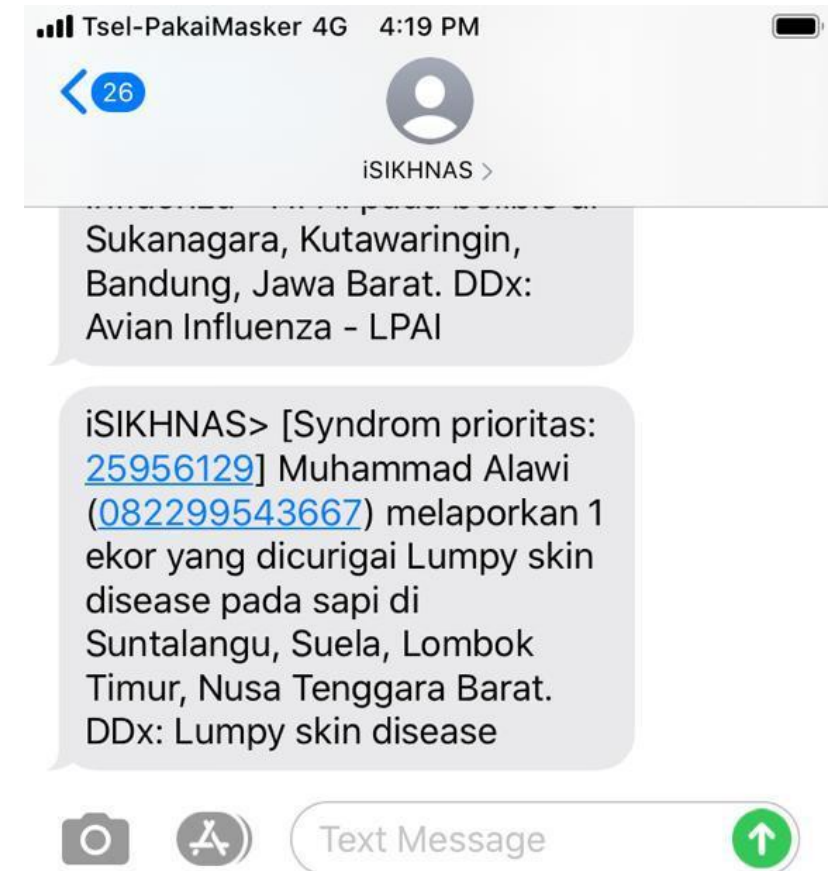 Tsel-PakaiMasker 4G 4:19 PM
26
iSIKHNAS >
Sukanagara, Kutawaringin,
Bandung, Jawa Barat. DDx:
Avian Influenza - LPAI
iSIKHNAS> [Syndrom prioritas:
25956129] Muhammad Alawi
(082299543667) melaporkan 1
ekor yang dicurigai Lumpy skin
disease pada sapi di
Suntalangu, Suela, Lombok
Timur, Nusa Tenggara Barat.
DDx: Lumpy skin disease
Text Message